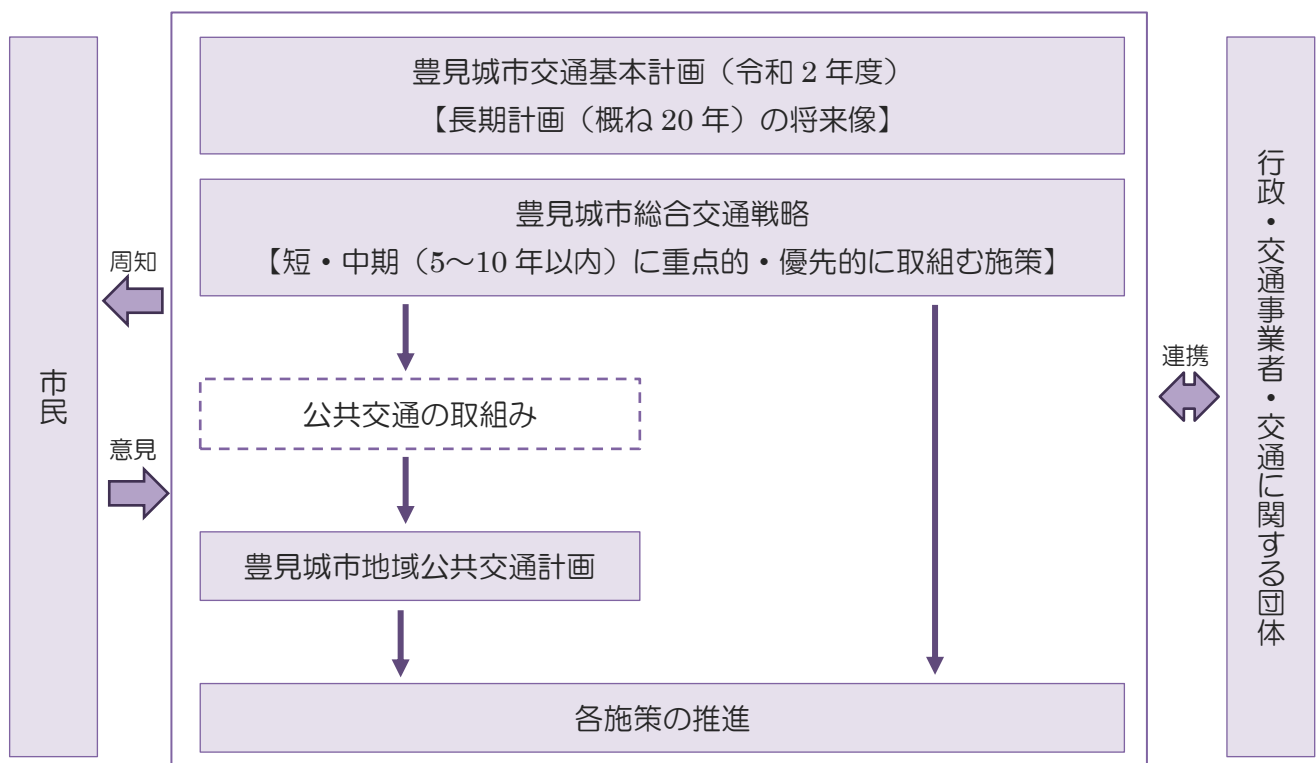 豊見城市交通基本計画（令和 2 年度）
【長期計画（概ね 20 年）の将来像】
豊見城市総合交通戦略
【短・中期（5～10 年以内）に重点的・優先的に取組む施策】
周知
市民
意見
公共交通の取組み
豊見城市地域公共交通計画
各施策の推進
連携
行政・交通事業者・交通に関する団体